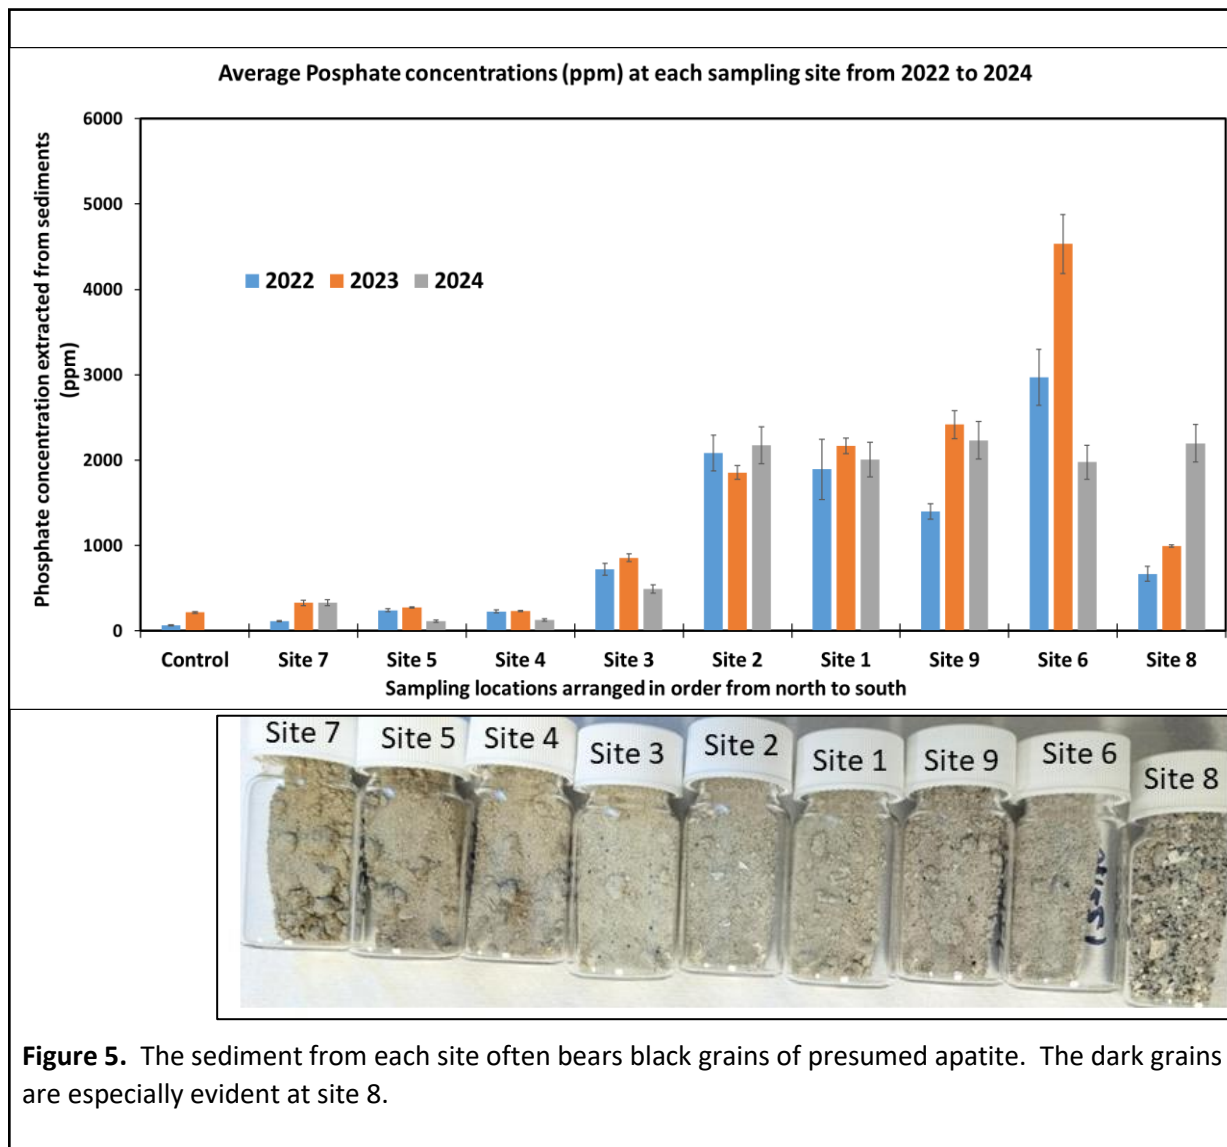 Average Posphate concentrations (ppm) at each sampling site from 2022 to 2024
Phosphate concentration extracted from sediments
(ppm)
6000
5000
4000
3000
2000
1000
0
2022 2023 2024
Control Site 7 Site 5 Site 4 Site 3 Site 2 Site 1 Site 9 Site 6 Site 8
Sampling locations arranged in order from north to south
Site 7 Site 5 Site 4 Site 3 Site 2 Site 1 Site 9 Site 6 Site 8
Figure 5. The sediment from each site often bears black grains of presumed apatite. The dark grains
are especially evident at site 8.